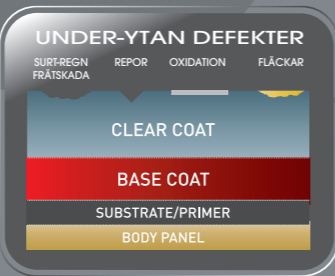 UNDER-YTAN DEFEKTER
SURT-REGN REPOR OXIDATION FLÄCKAR
FRÄTSKADA
CLEAR COAT
BASE COAT
SUBSTRATE/PRIMER
BODY PANEL